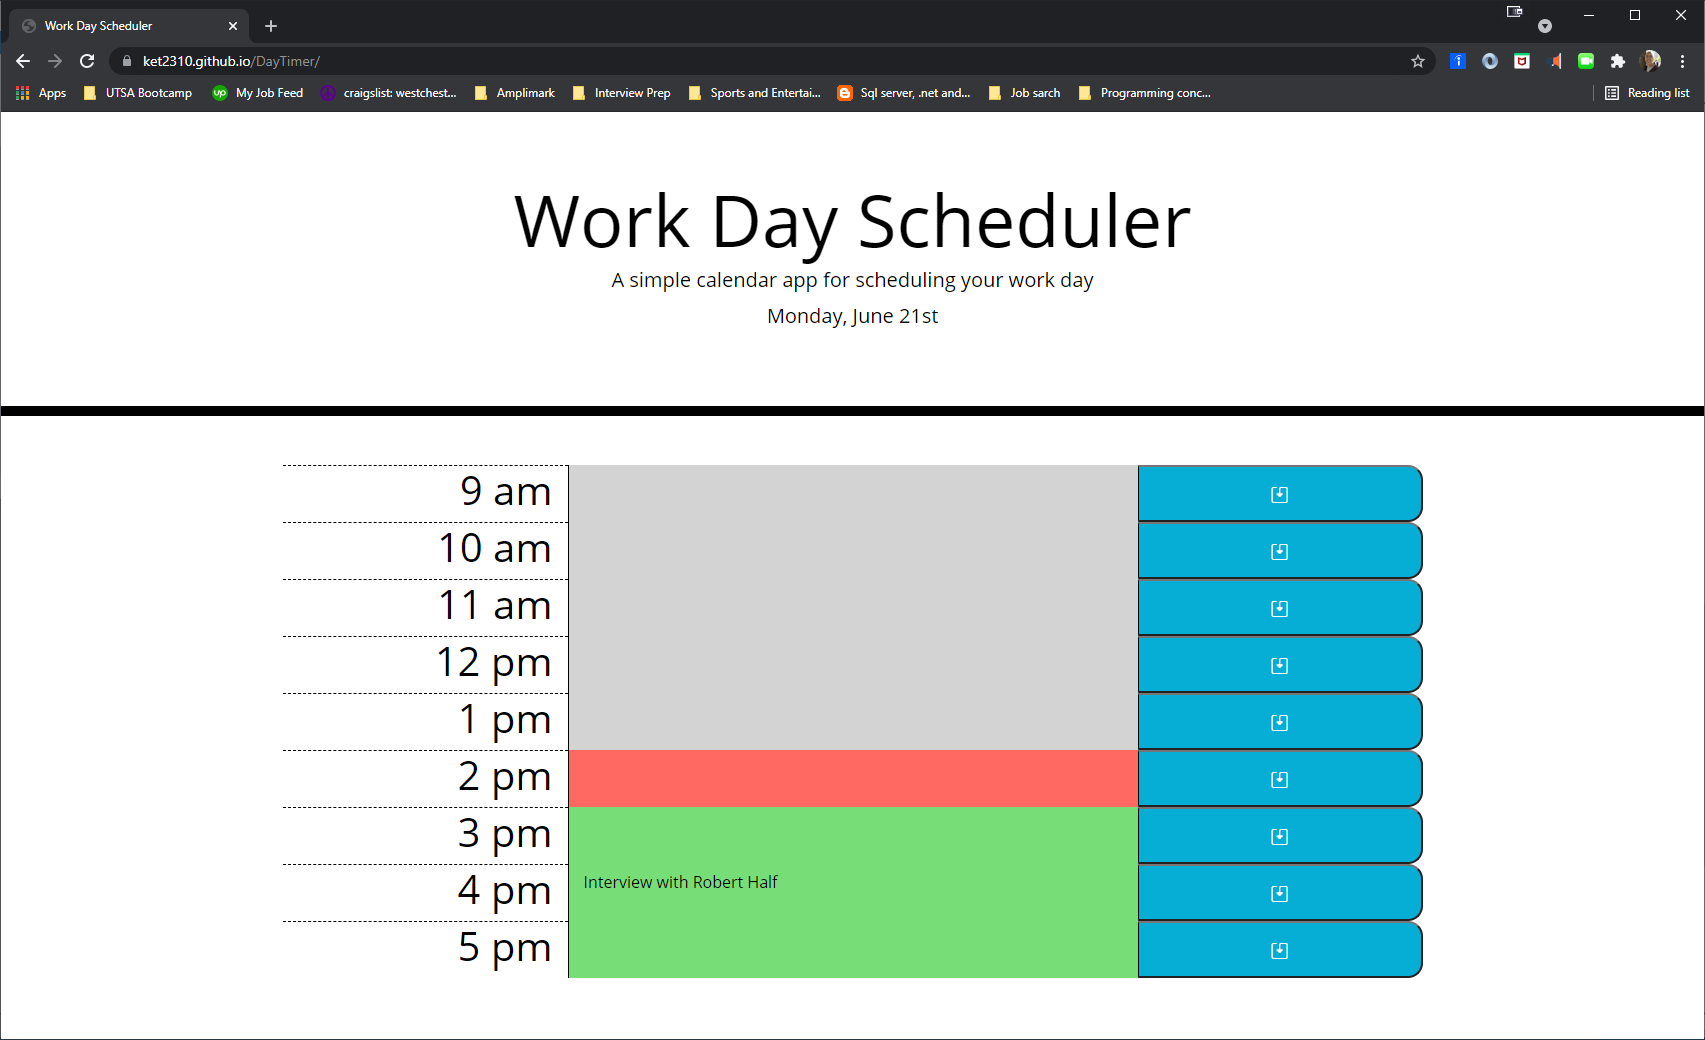 Work Day Scheduler
ket2310.github.io/DayTimer/
Apps UTSA Bootcamp up My Job Feed craigslist: westchest... Amplimark Interview Prep Sports and Entertai... Sql server, .net and... Job sarch Programming conc... Reading list
Work Day Scheduler
A simple calendar app for scheduling your work day
Monday, June 21st
9 am
10 am
11 am
12 pm
1 pm
2 pm
3 pm
4 pm Interview with Robert Half
5 pm